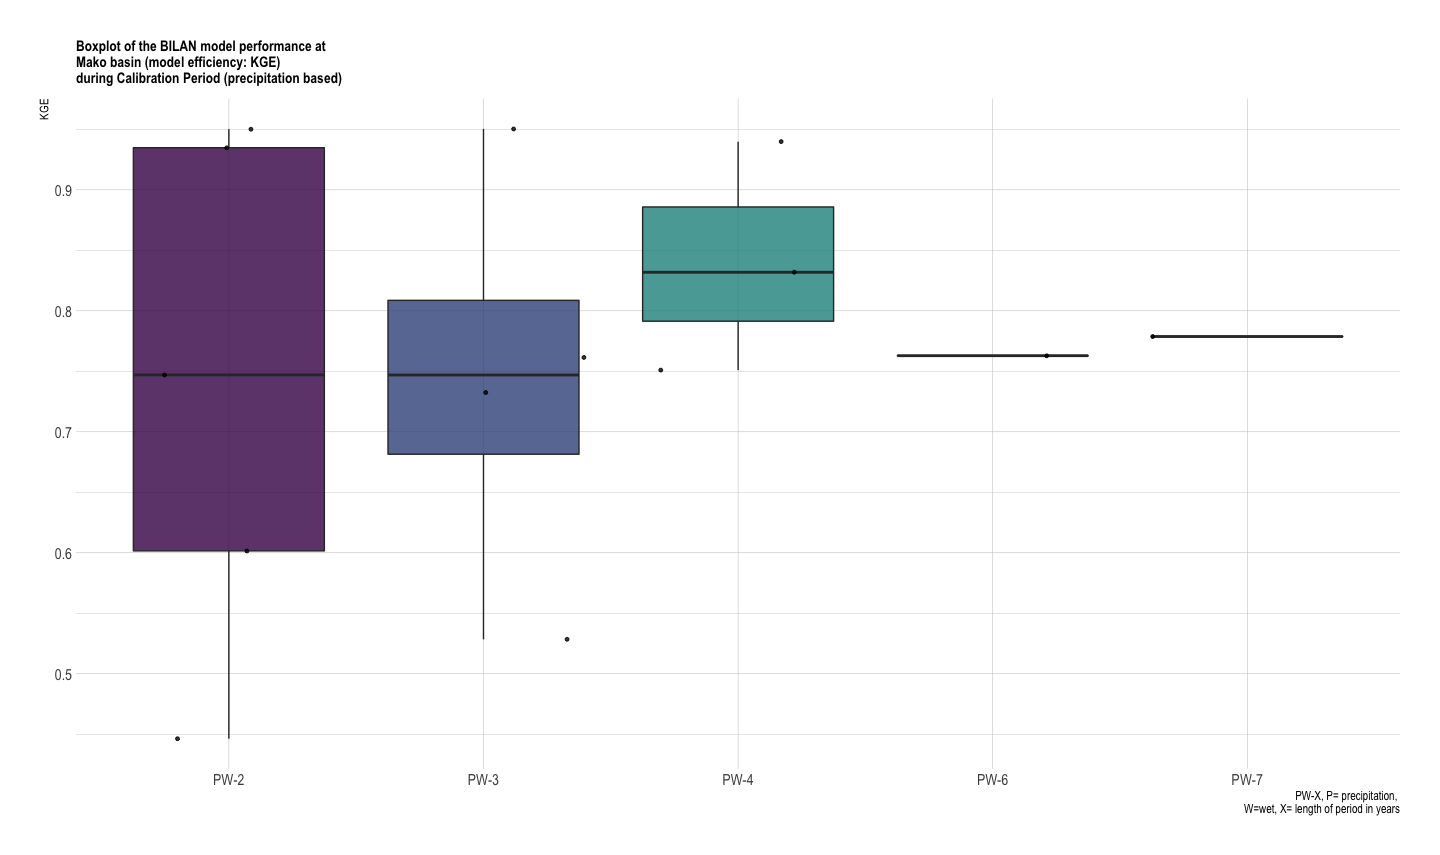 Boxplot of the BILAN model performance at
Mako basin (model efficiency: KGE)
during Calibration Period (precipitation based)
KGE
0.9
0.8
0.7
0.6
0.5
PW-2 PW-3 PW-4 PW-6 PW-7
PW-X, P= precipitation,
W=wet, X= length of period in years